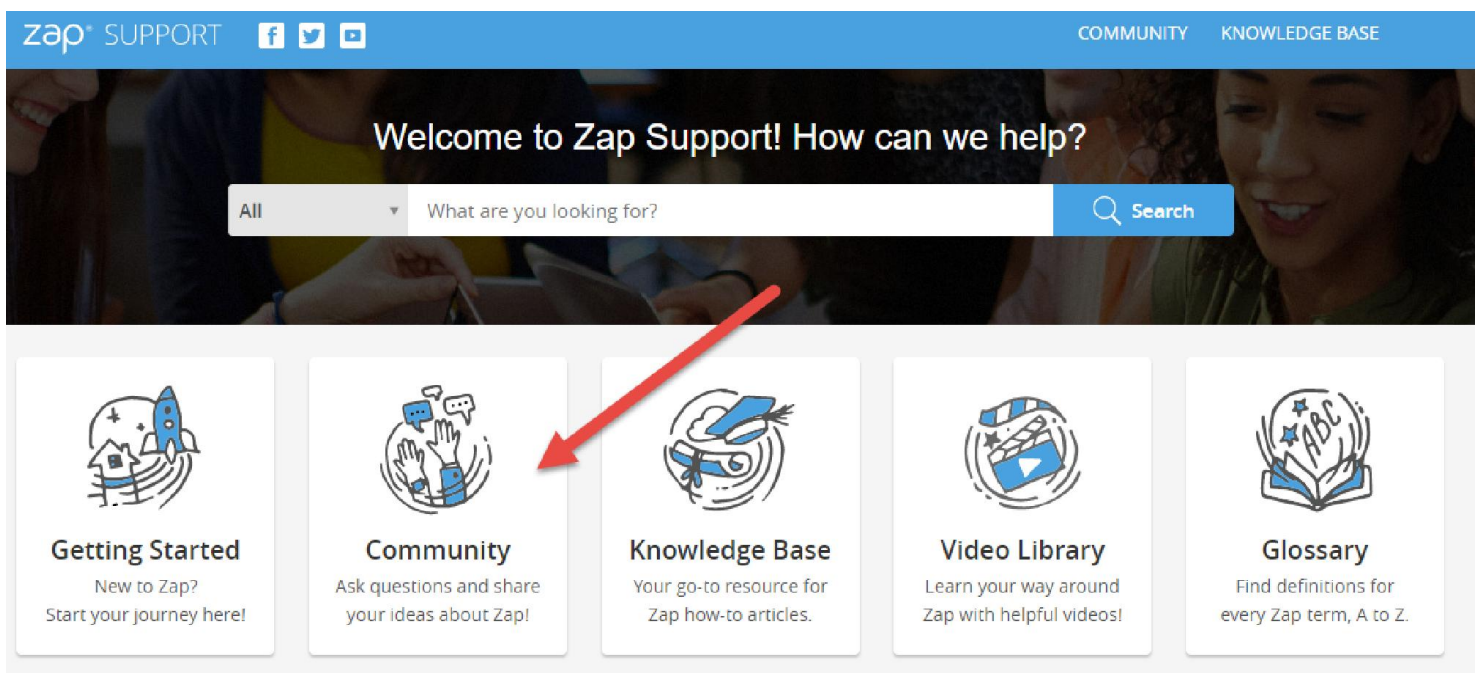 zap® SUPPORT
COMMUNITY KNOWLEDGE BASE
Welcome to Zap Support! How can we help?
All
What are you looking for?
Search
ABC
Getting Started
New to Zap?
Start your journey here!
Community
Ask questions and share
your ideas about Zap!
Knowledge Base
Your go-to resource for
Zap how-to articles.
Video Library
Learn your way around
Zap with helpful videos!
Glossary
Find definitions for
every Zap term, A to Z.